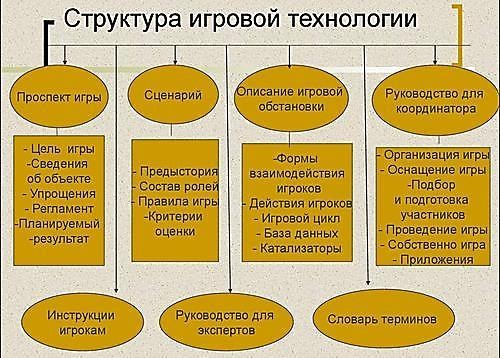 Структура игровой технологии
Проспект игры
Сценарий
Описание игровой
обстановки
Руководство для
координатора
- Цель игры
-Сведения
об объекте
- Упрощения
- Регламент
-Планируемый
-результат
- Предыстория
- Состав ролей
- Правила игры
-Критерии
оценки
-Формы
взаимодействия
игроков
- Действия игроков
- Игровой цикл
- База данных
- Катализаторы
- Организация игры
- Оснащение игры
-Подбор
и подготовка
участников
- Проведение игры
- Собственно игра
- Приложения
Инструкции
игрокам
Руководство для
экспертов
Словарь терминов